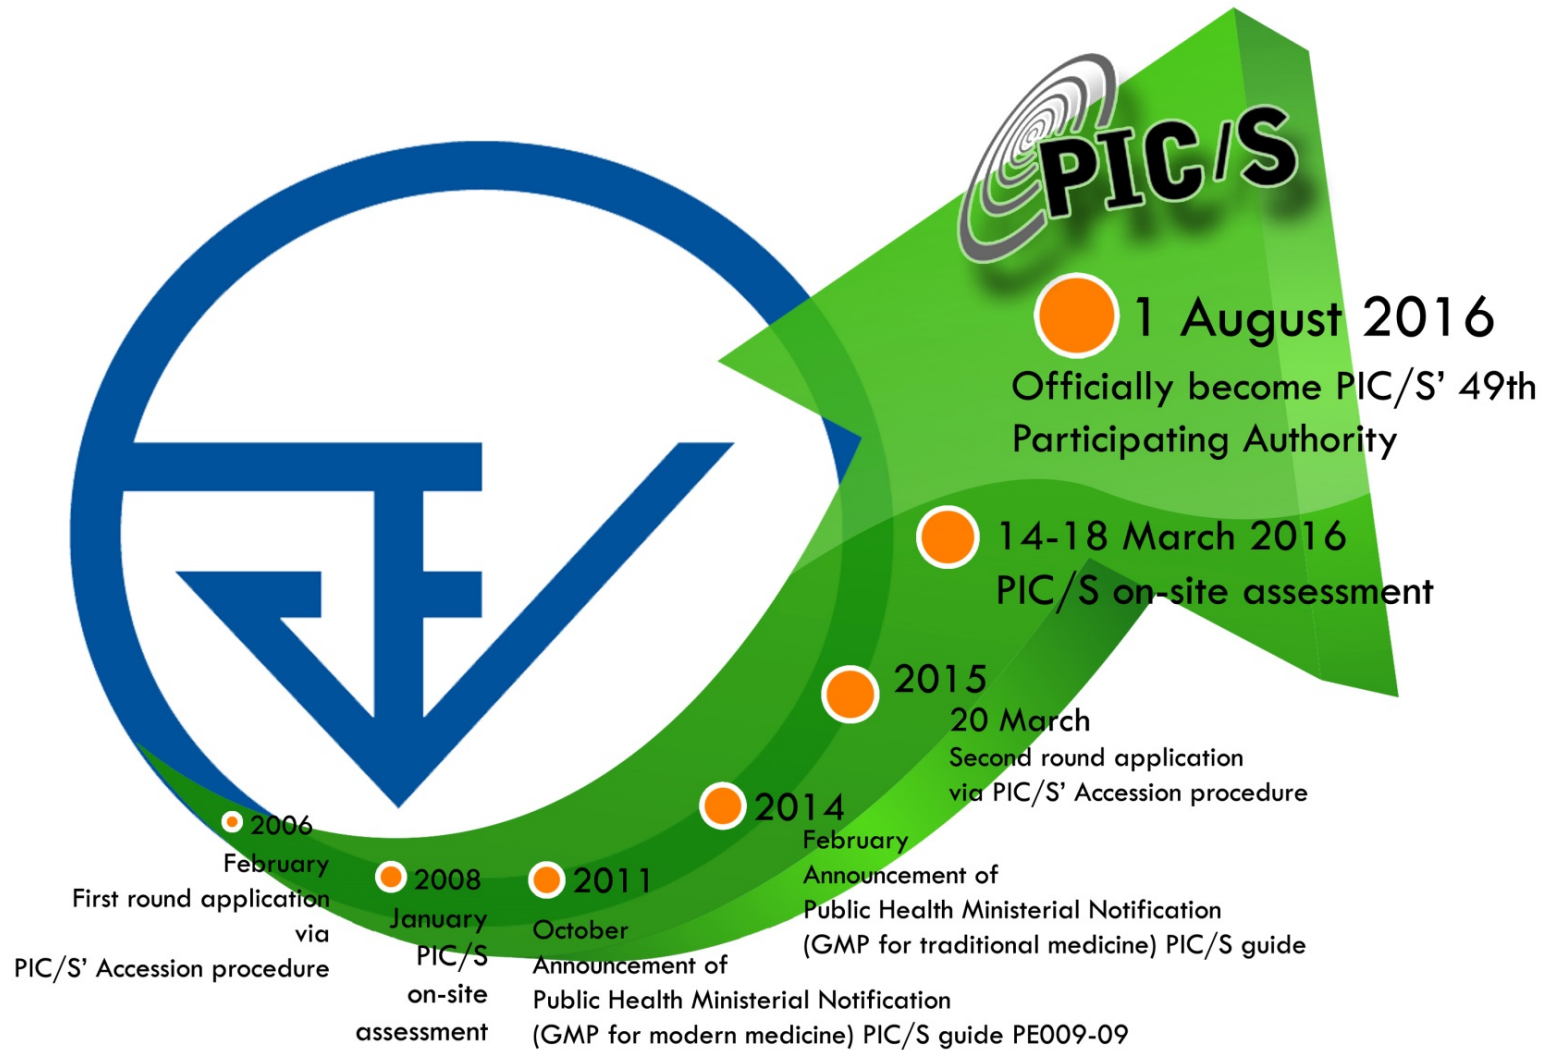 PIC/S
1 August 2016
Officially become PIC/S’ 49th
Participating Authority
14-18 March 2016
PIC/S on-site assessment
2015
20 March
Second round application
via PIC/S’ Accession procedure
2014
February
Announcement of
Public Health Ministerial Notification
(GMP for traditional medicine) PIC/S guide
2011
October
Announcement of
Public Health Ministerial Notification
(GMP for modern medicine) PIC/S guide PE009-09
2008
January
PIC/S
on-site
assessment
2006
February
First round application
via
PIC/S’ Accession procedure